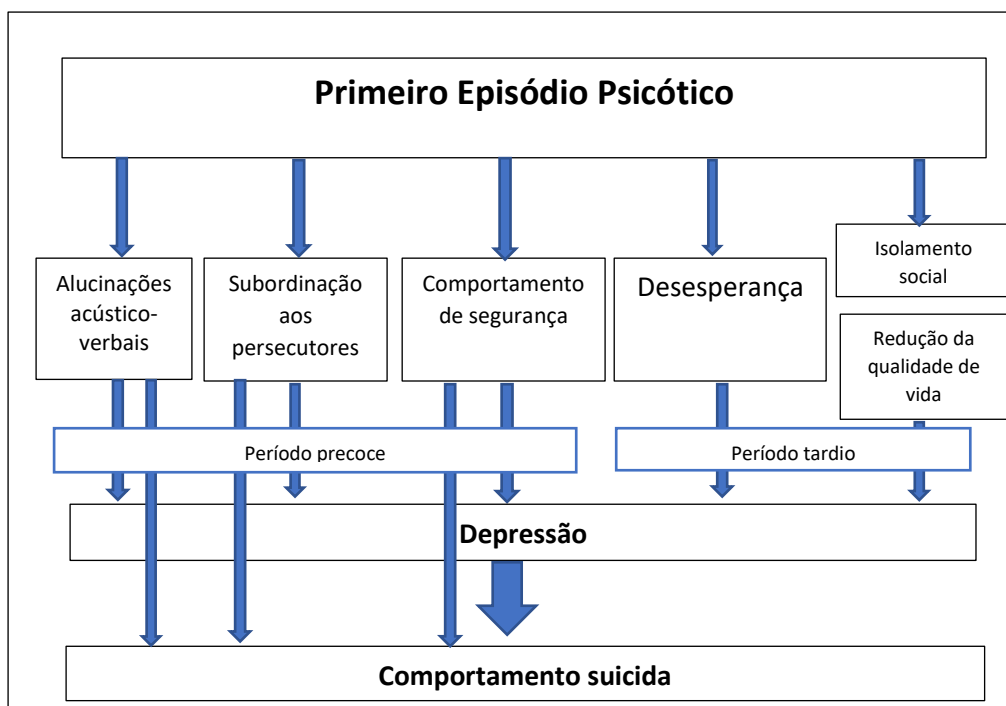 Primeiro Episódio Psicótico
Alucinações
acústico-
verbais
Subordinação
aos
persecutores
Comportamento
de segurança
Desesperança
Isolamento
social
Redução da
qualidade de
vida
Período precoce
Período tardio
Depressão
Comportamento suicida